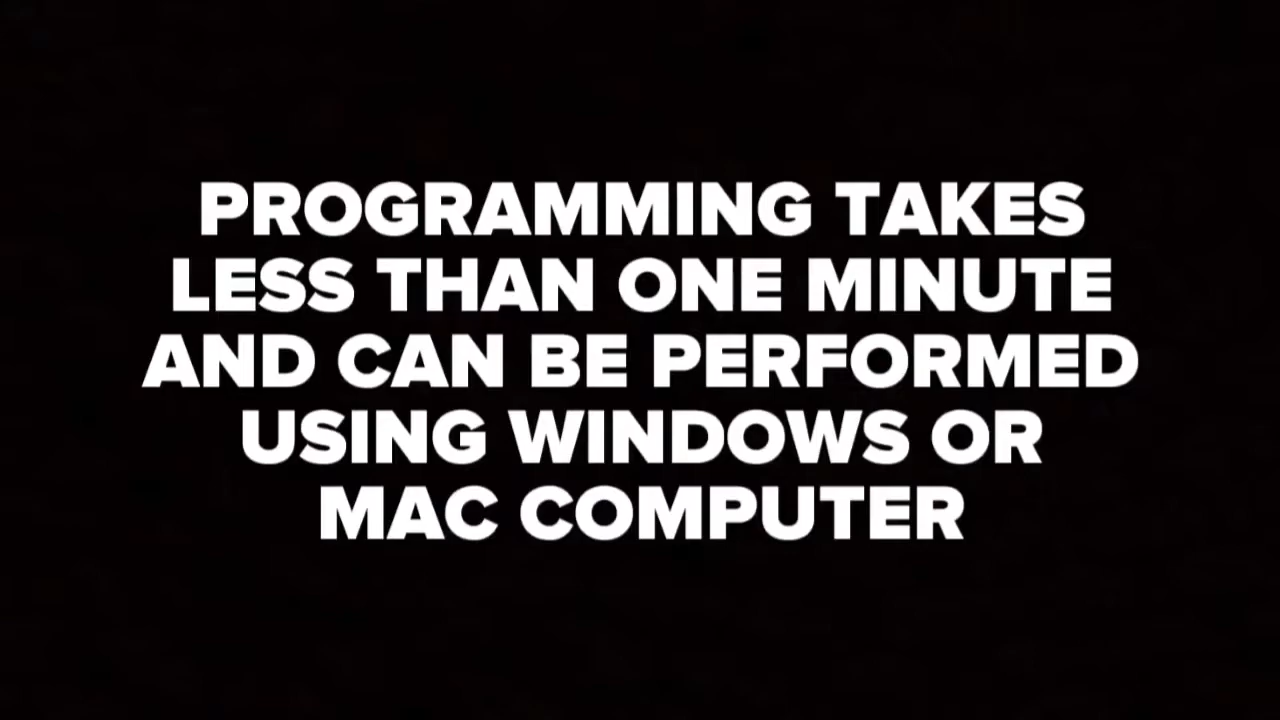 PROGRAMMING TAKES
LESS THAN ONE MINUTE
AND CAN BE PERFORMED
USING WINDOWS OR
MAC COMPUTER